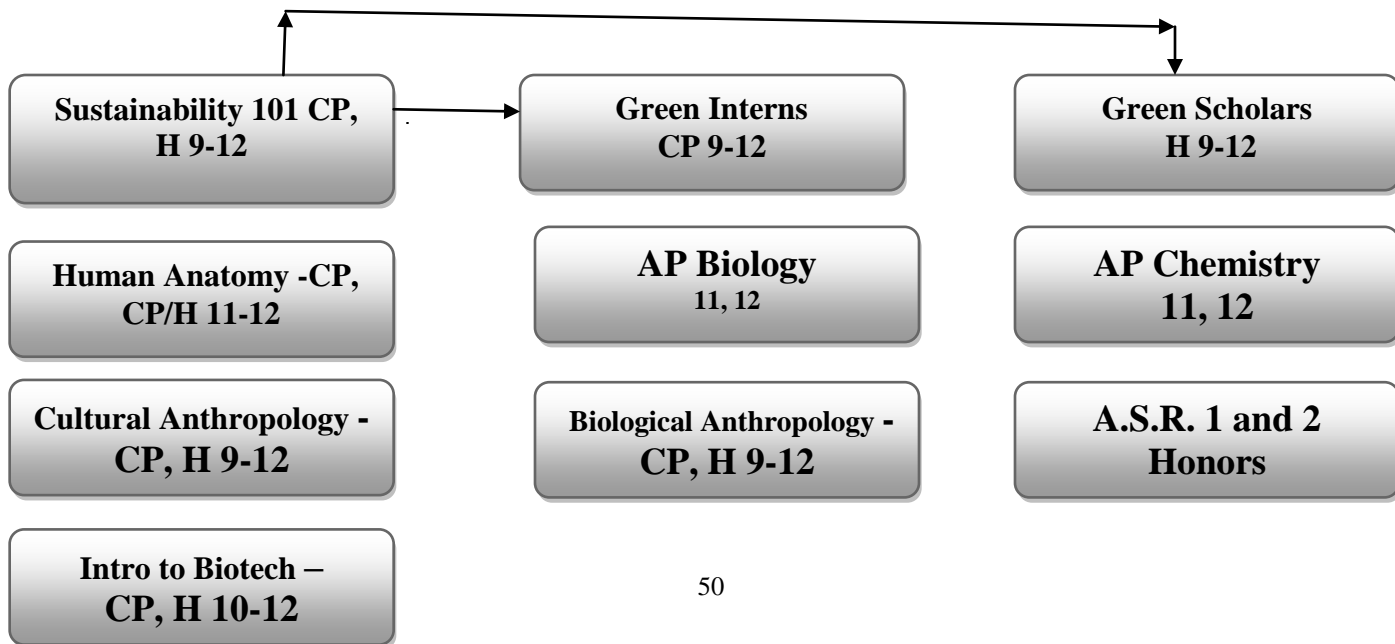 Sustainability 101 CP,
H 9-12
Green Interns
CP 9-12
Green Scholars
H 9-12
Human Anatomy -CP,
CP/H 11-12
AP Biology
11, 12
AP Chemistry
11, 12
Cultural Anthropology -
CP, H 9-12
Biological Anthropology -
CP, H 9-12
A.S.R. 1 and 2
Honors
Intro to Biotech –
CP, H 10-12
50